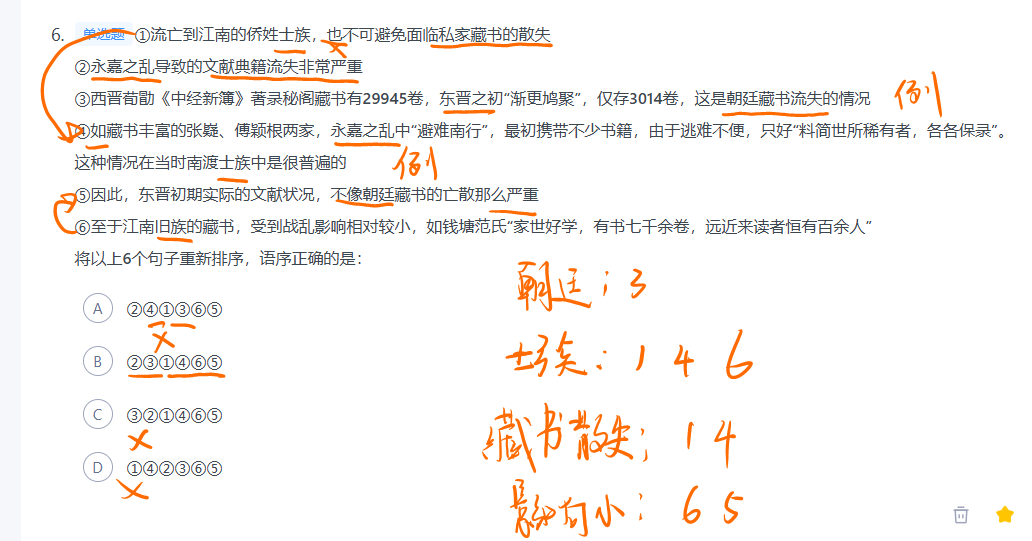 6. 单选题 ①流亡到江南的侨姓士族，也不可避免面临私家藏书的散失
②永嘉之乱导致的文献典籍流失非常严重
③西晋荀勖《中经新簿》著录秘阁藏书有29945卷，东晋之初“渐更鸠聚”，仅存3014卷，这是朝廷藏书流失的情况
例
④如藏书丰富的张嶷、傅颖根两家，永嘉之乱中“避难南行”，最初携带不少书籍，由于逃难不便，只好“料简世所稀有者，各各保录”。
这种情况在当时南渡士族中是很普遍的
例
⑤因此，东晋初期实际的文献状况，不像朝廷藏书的亡散那么严重
⑥至于江南旧族的藏书，受到战乱影响相对较小，如钱塘范氏“家世好学，有书七千余卷，远近来读者恒有百余人”
将以上6个句子重新排序，语序正确的是：
A ②④①③⑥⑤
B ②③①④⑥⑤
C ③②①④⑥⑤
D ①④②③⑥⑤
朝廷：3
士族：1 4 6
藏书散失：1 4
影响小：6 5